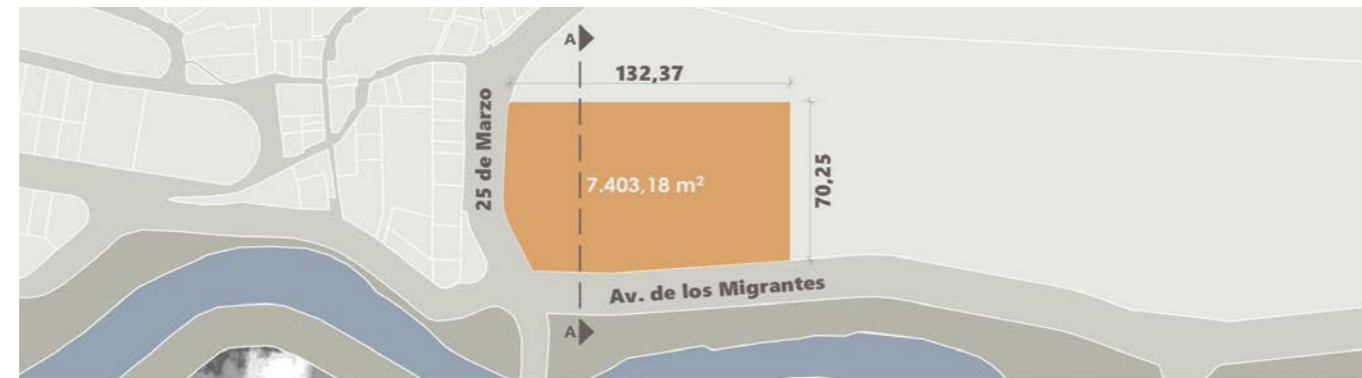 A
132,37
25 de Marzo
7.403,18 m²
70,25
Av. de los Migrantes
A